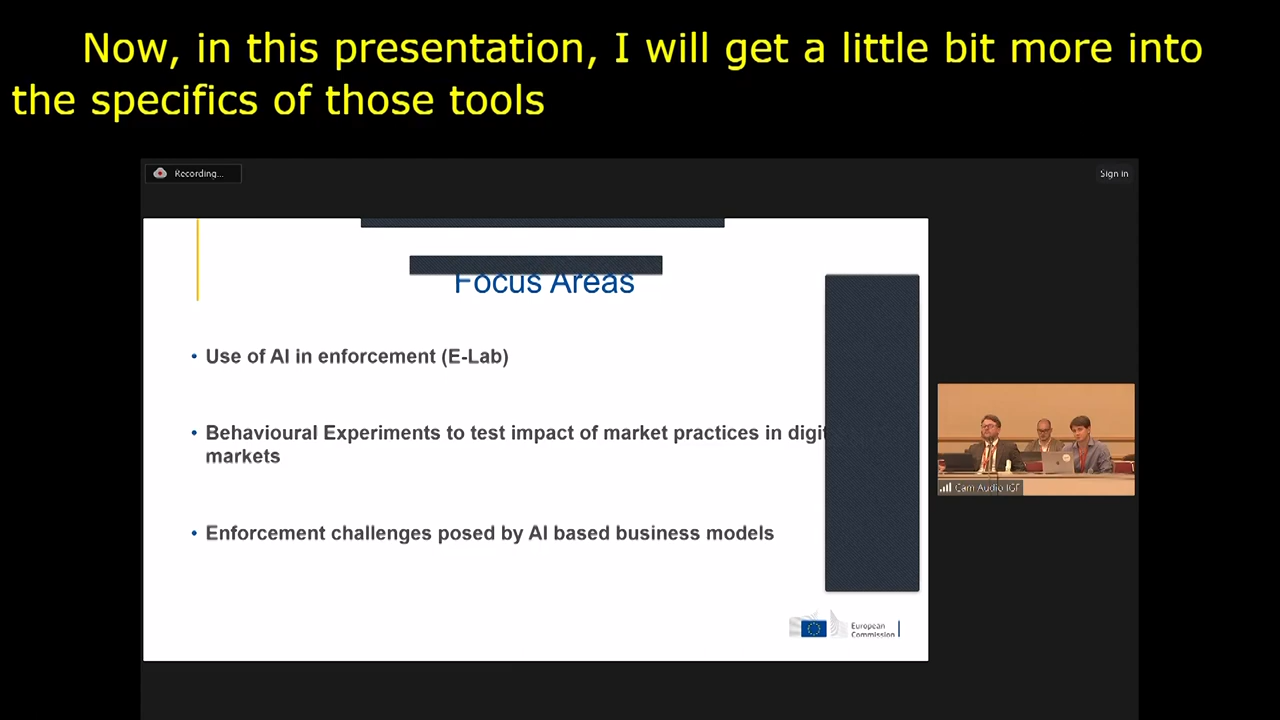 Now, in this presentation, I will get a little bit more into
the specifics of those tools
Recording...
Sign in
Focus Areas
• Use of AI in enforcement (E-Lab)
• Behavioural Experiments to test impact of market practices in
markets
• Enforcement challenges posed by AI based business models
European
Commission
Cam Audio IGF